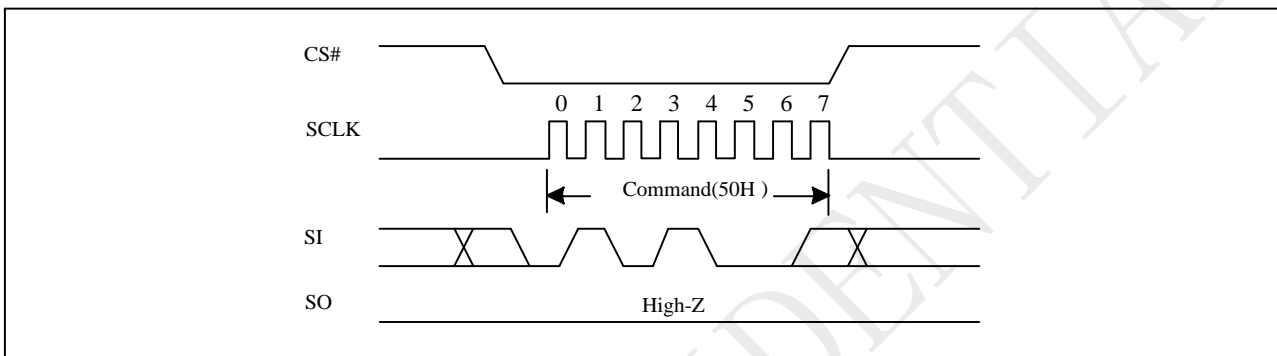 CS#
0 1 2 3 4 5 6 7
SCLK
Command(50H )
SI
SO High-Z